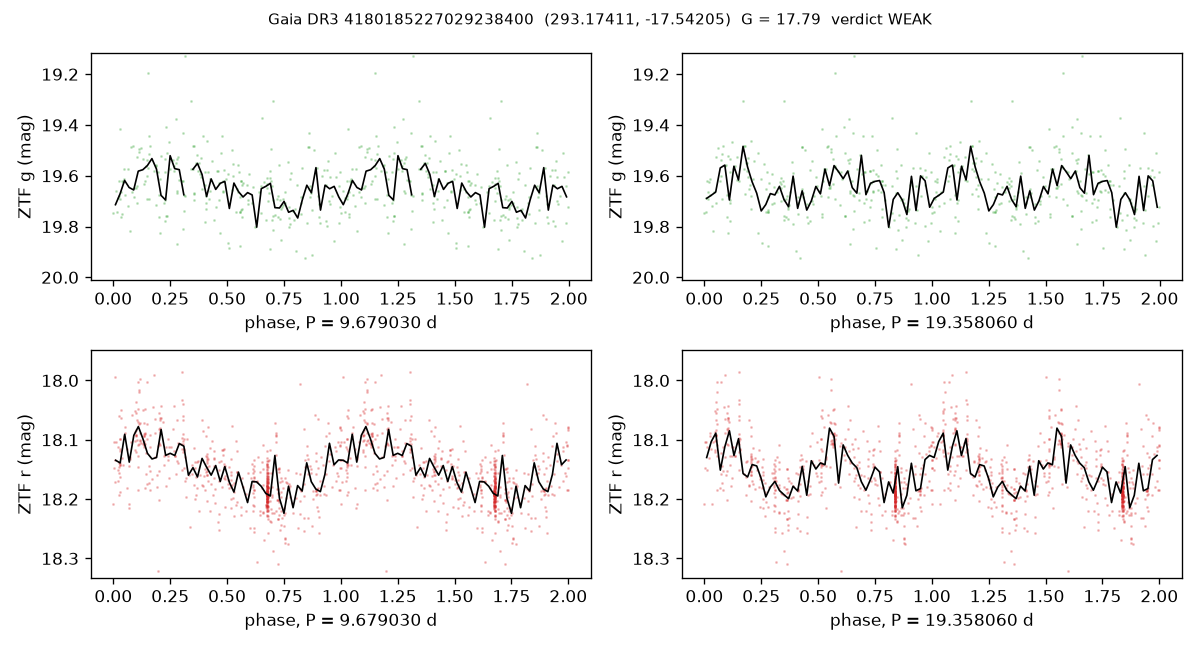 Gaia DR3 4180185227029238400  (293.17411, -17.54205)  G = 17.79  verdict WEAK
ZTF g (mag)
19.2
19.4
19.6
19.8
20.0
0.00 0.25 0.50 0.75 1.00 1.25 1.50 1.75 2.00
phase, P = 9.679030 d
ZTF g (mag)
19.2
19.4
19.6
19.8
20.0
0.00 0.25 0.50 0.75 1.00 1.25 1.50 1.75 2.00
phase, P = 19.358060 d
ZTF r (mag)
18.0
18.1
18.2
18.3
0.00 0.25 0.50 0.75 1.00 1.25 1.50 1.75 2.00
phase, P = 9.679030 d
ZTF r (mag)
18.0
18.1
18.2
18.3
0.00 0.25 0.50 0.75 1.00 1.25 1.50 1.75 2.00
phase, P = 19.358060 d